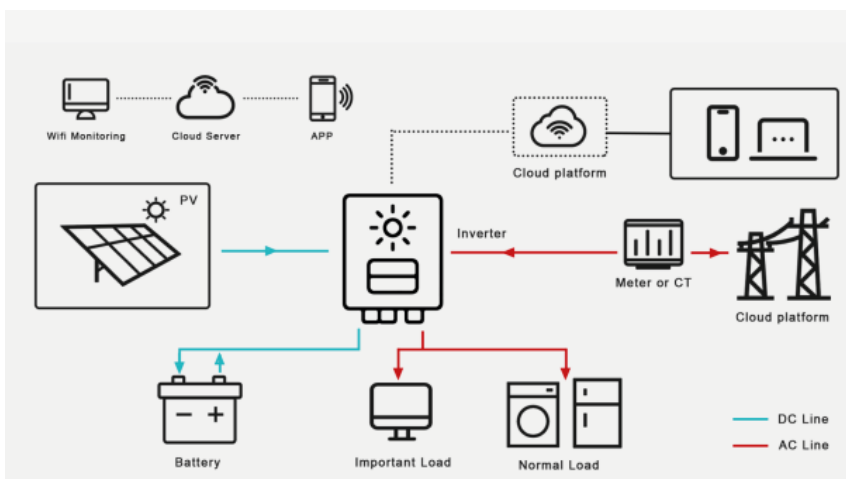 Wifi Monitoring
Cloud Server
APP
Cloud platform
PV
Inverter
Meter or CT
Cloud platform
Battery
Important Load
Normal Load
DC Line
AC Line